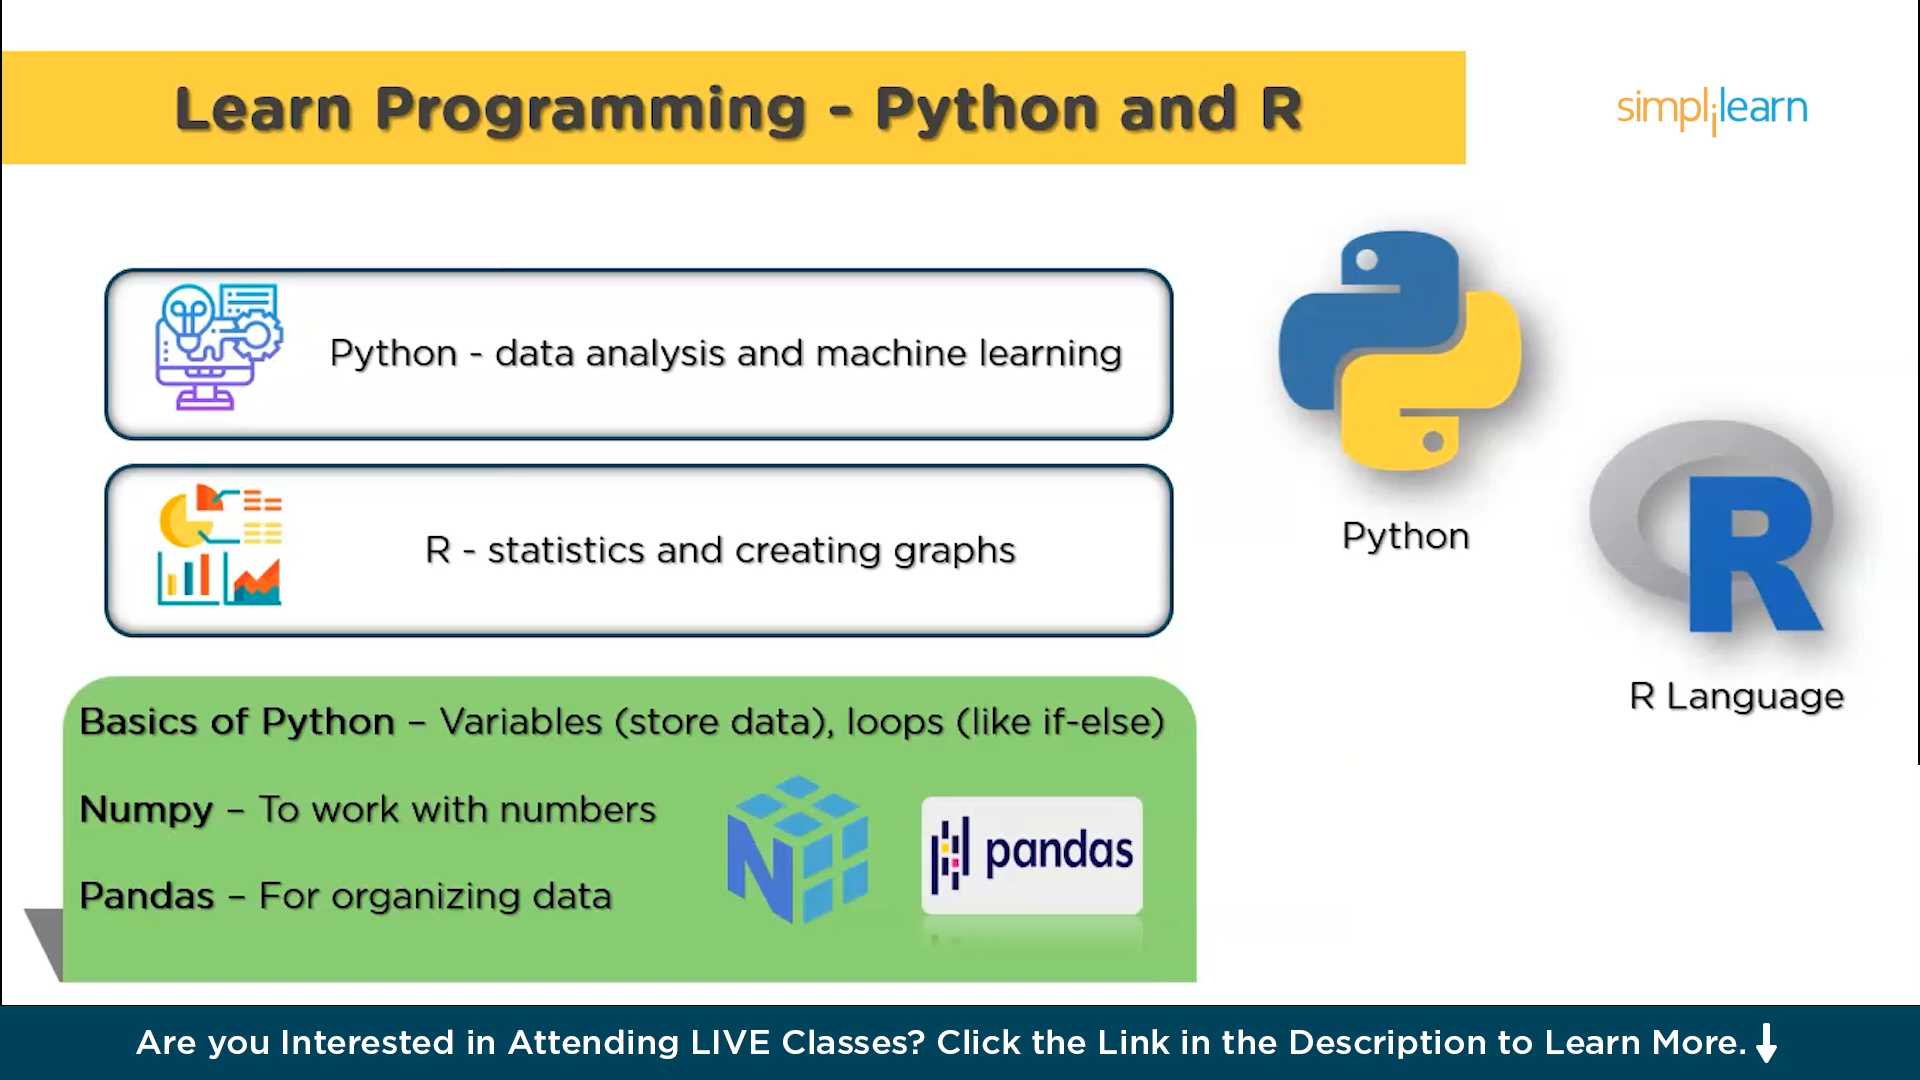 Learn Programming - Python and R
simplilearn
Python - data analysis and machine learning
R - statistics and creating graphs
Python
R Language
Basics of Python – Variables (store data), loops (like if-else)
Numpy – To work with numbers
Pandas – For organizing data
N
pandas
Are you Interested in Attending LIVE Classes? Click the Link in the Description to Learn More.